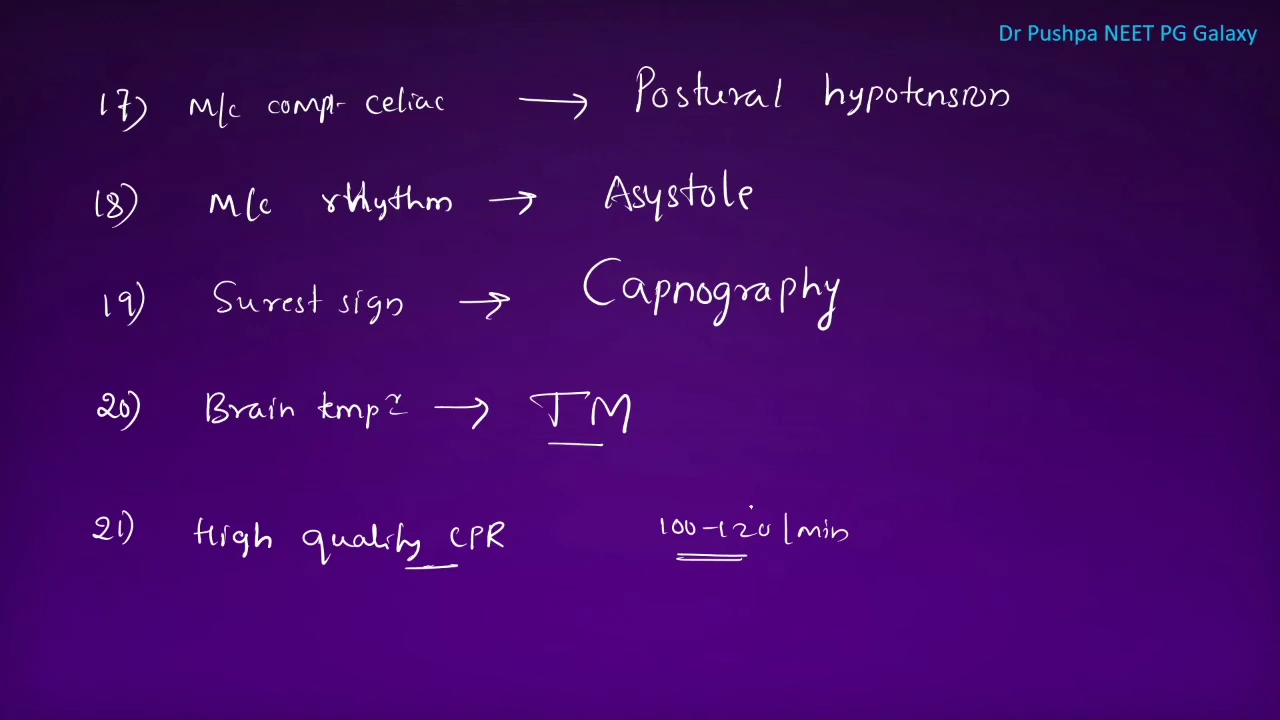 Dr Pushpa NEET PG Galaxy
17) M/c comp. celiac → Postural hypotension
18) M/c rhythm → Asystole
19) Surest sign → Capnography
20) Brain tmpr → TM
21) High quality CPR 100-120/min